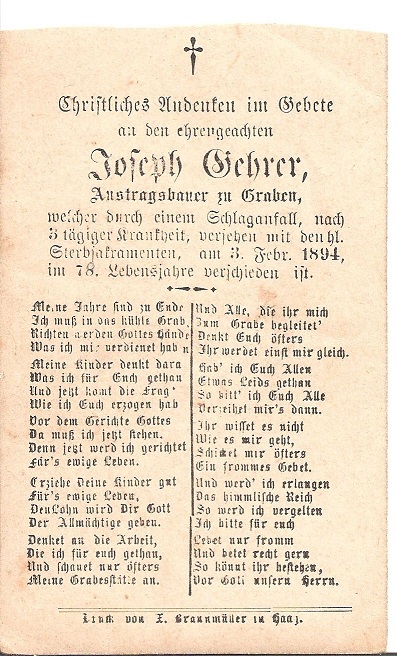 Christliches Andenken im Gebete
an den ehrengeachten
Joseph Gehrer,
Austragsbauer zu Graben,
welcher durch einem Schlaganfall, nach
3 tägiger Krankheit, versehen mit den hl.
Sterbsakramenten, am 3. Febr. 1894,
im 78. Lebensjahre verschieden ist.
Meine Jahre sind zu Ende
Ich muß in das kühle Grab,
Richten werden Gottes Hände
Was ich mir verdienet hab'n
Meine Kinder denkt dara
Was ich für Euch gethan
Und jetzt komt die Frag'
Wie ich Euch erzogen hab
Vor dem Gerichte Gottes
Da muß ich jetzt stehen.
Denn jetzt werd ich gerichtet
Für's ewige Leben.
Erziehe Deine Kinder gut
Für's ewige Leben,
Den Lohn wird Dir Gott
Der Allmächtige geben.
Denket an die Arbeit,
Die ich für euch gethan,
Und schauet nur öfters
Meine Grabesstätte an.
Und Alle, die ihr mich
Zum Grabe begleitet'
Denkt Euch öfters
Ihr werdet einst mir gleich.
Hab' ich Euch Allen
Etwas Leids gethan
So bitt' ich Euch Alle
Verzeihet mir's dann.
Ihr wisset es nicht
Wie es mir geht,
Schicket mir öfters
Ein frommes Gebet.
Und werd' ich erlangen
Das himmlische Reich
So werd ich vergelten
Ich bitte für euch
Lebet nur fromm
Und betet recht gern
So könnt ihr bestehen,
Vor Gott unsern Herrn.
Druck von X. Braunmüller in Haag.